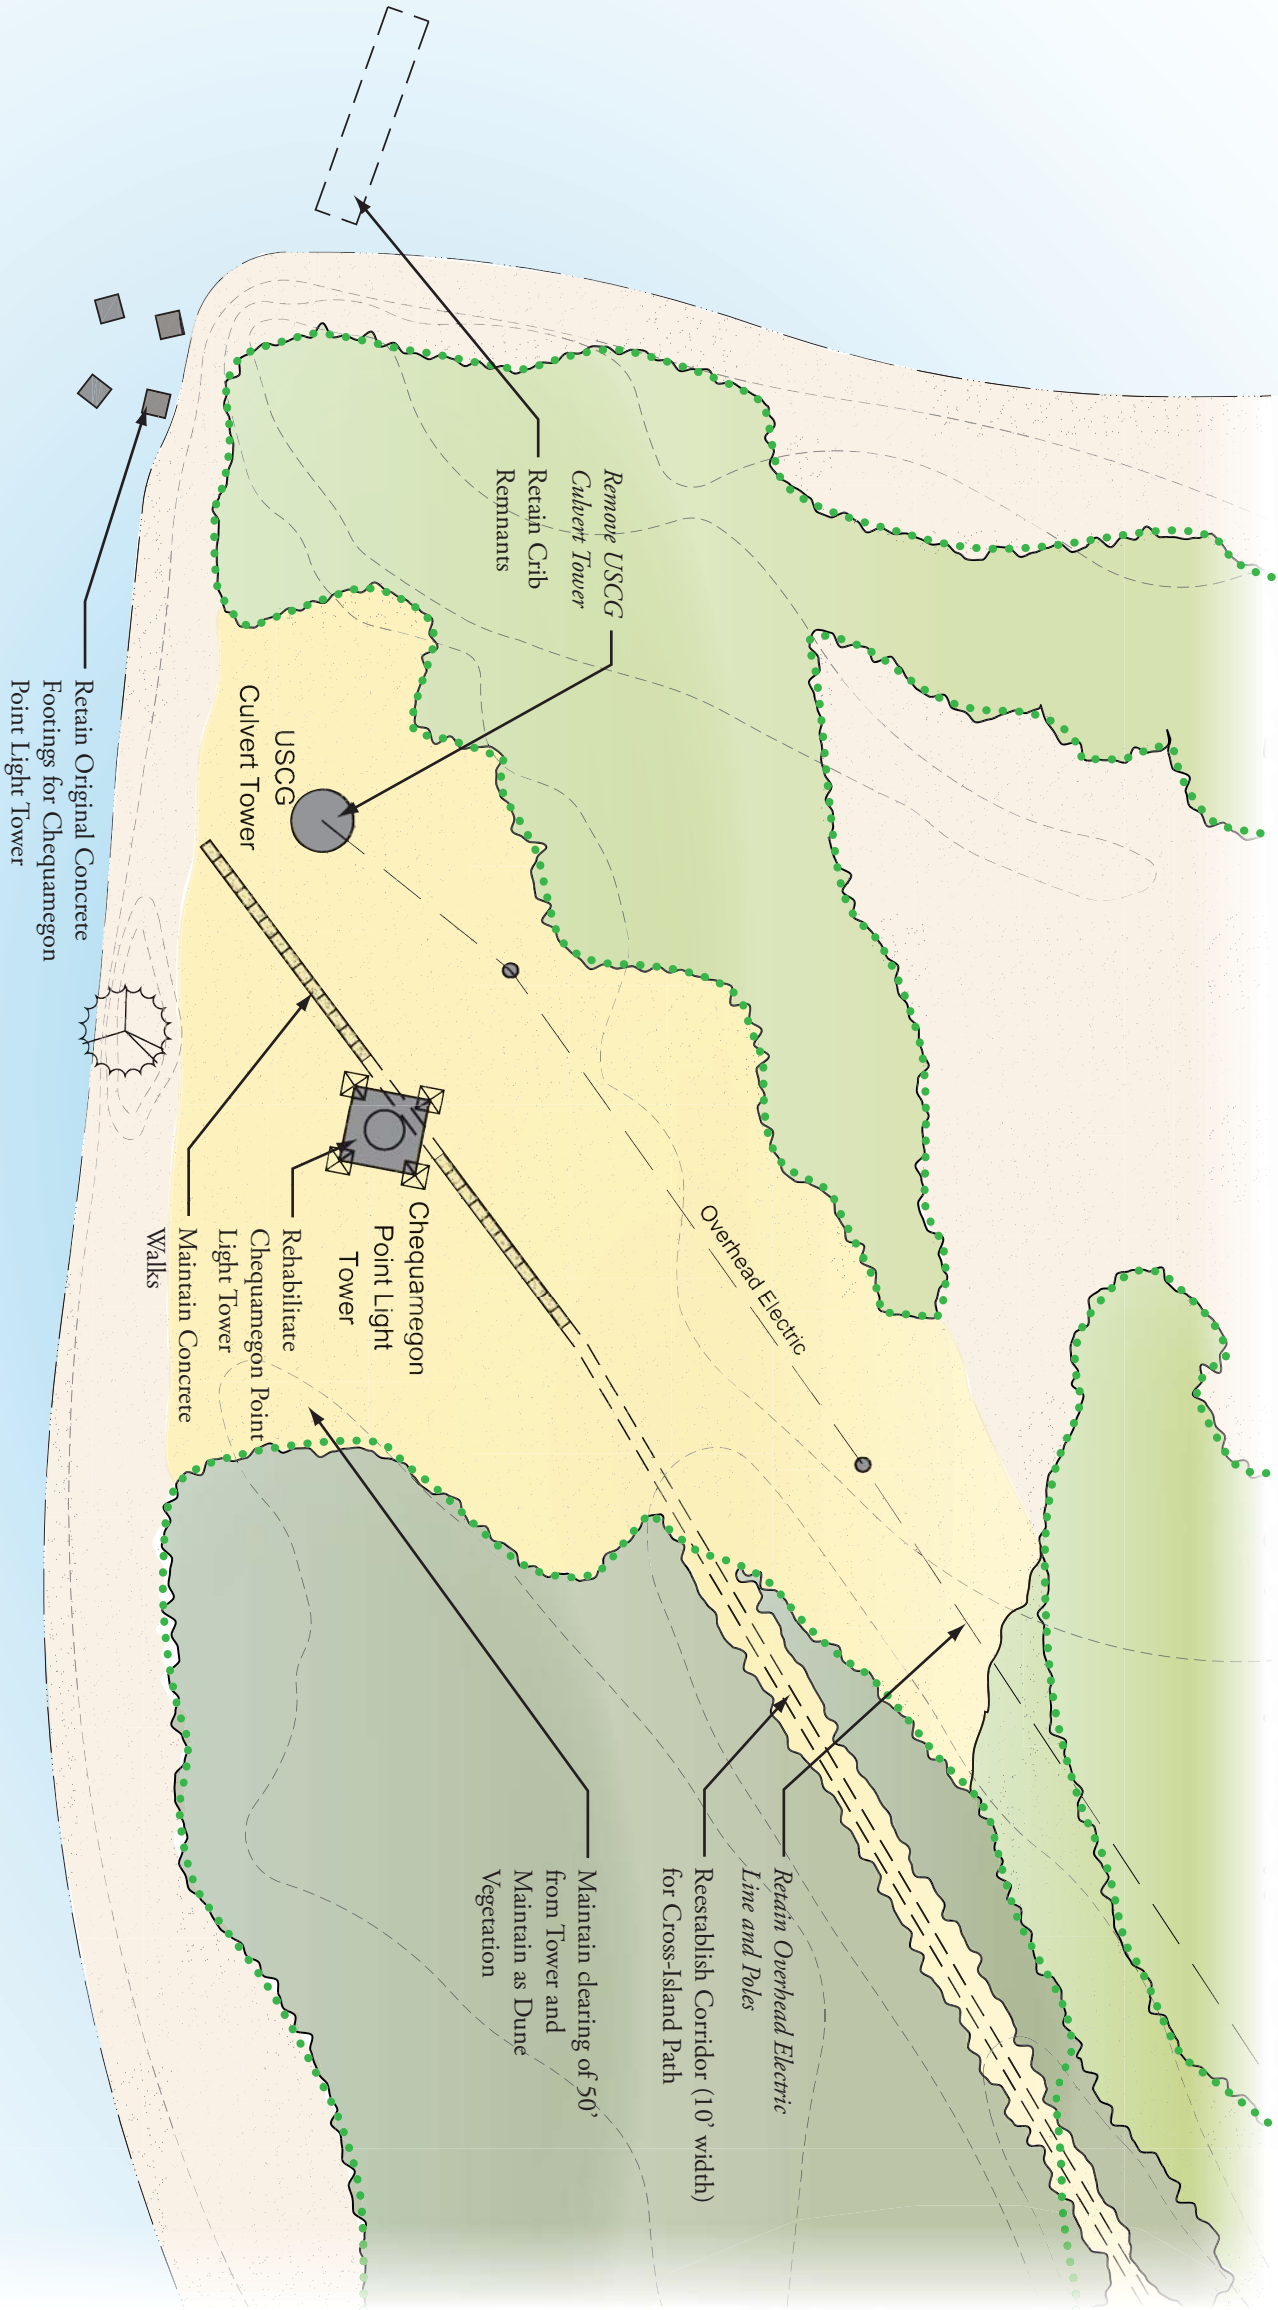 Remove USCG
Culvert Tower
Retain Crib
Remnants
USCG
Culvert Tower
Retain Original Concrete
Footings for Chequamegon
Point Light Tower
Overhead Electric
Chequamegon
Point Light
Tower
Rehabilitate
Chequamegon Point
Light Tower
Maintain Concrete
Walks
Retain Overhead Electric
Line and Poles
Reestablish Corridor (10’ width)
for Cross-Island Path
Maintain clearing of 50’
from Tower and
Maintain as Dune
Vegetation